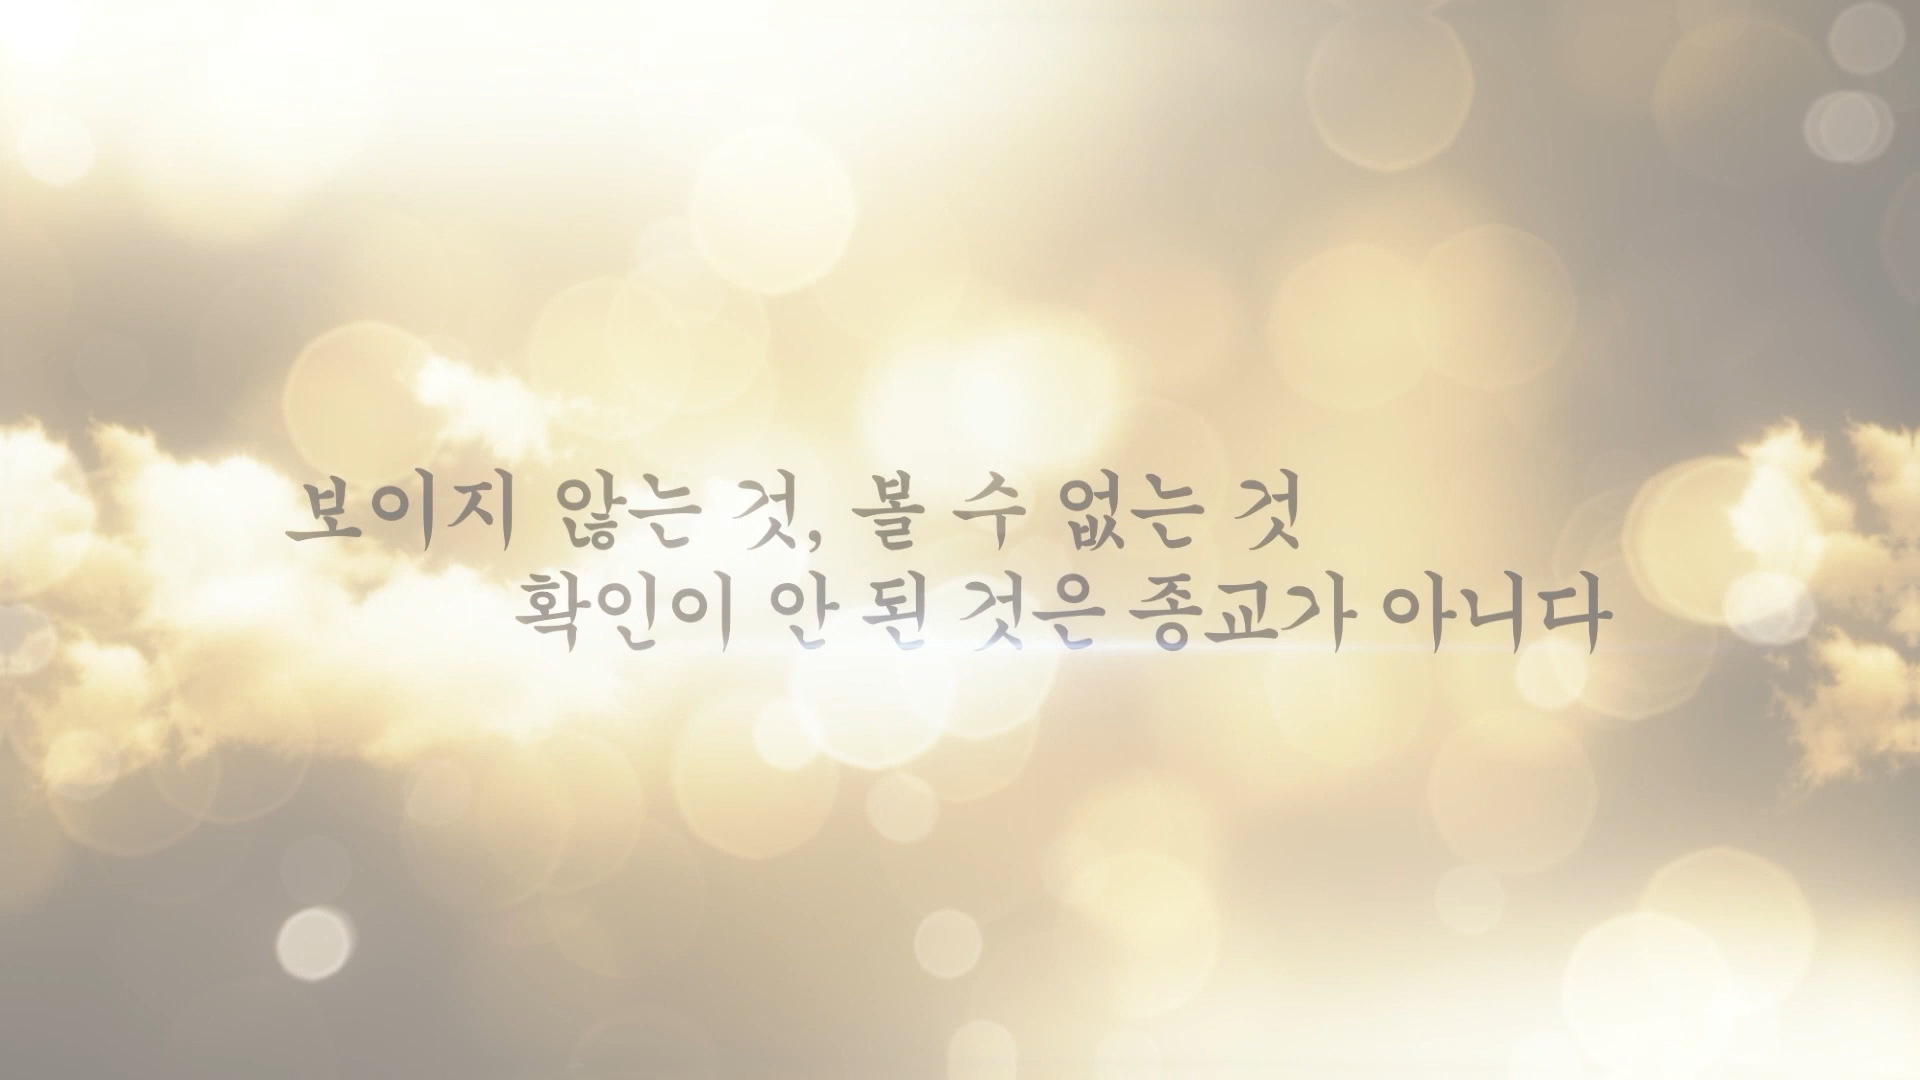 보이지 않는 것, 볼 수 없는 것
확인이 안 된 것은 종교가 아니다